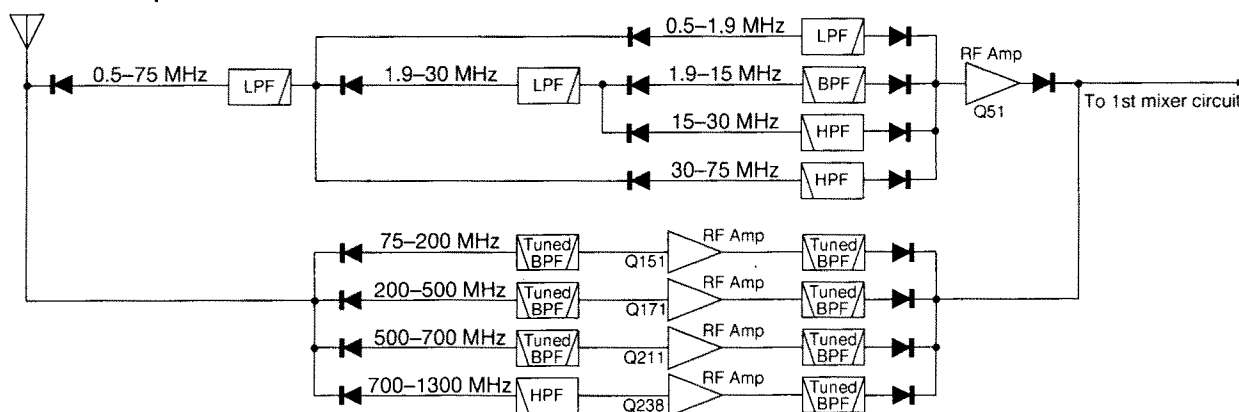 0.5–1.9 MHz
LPF
RF Amp
0.5–75 MHz
LPF
1.9–30 MHz
LPF
1.9–15 MHz
BPF
Q51
To 1st mixer circuit
15–30 MHz
HPF
30–75 MHz
HPF
75–200 MHz
Tuned
BPF
Q151
RF Amp
Tuned
BPF
200–500 MHz
Tuned
BPF
Q171
RF Amp
Tuned
BPF
500–700 MHz
Tuned
BPF
Q211
RF Amp
Tuned
BPF
700–1300 MHz
HPF
Q238
RF Amp
Tuned
BPF